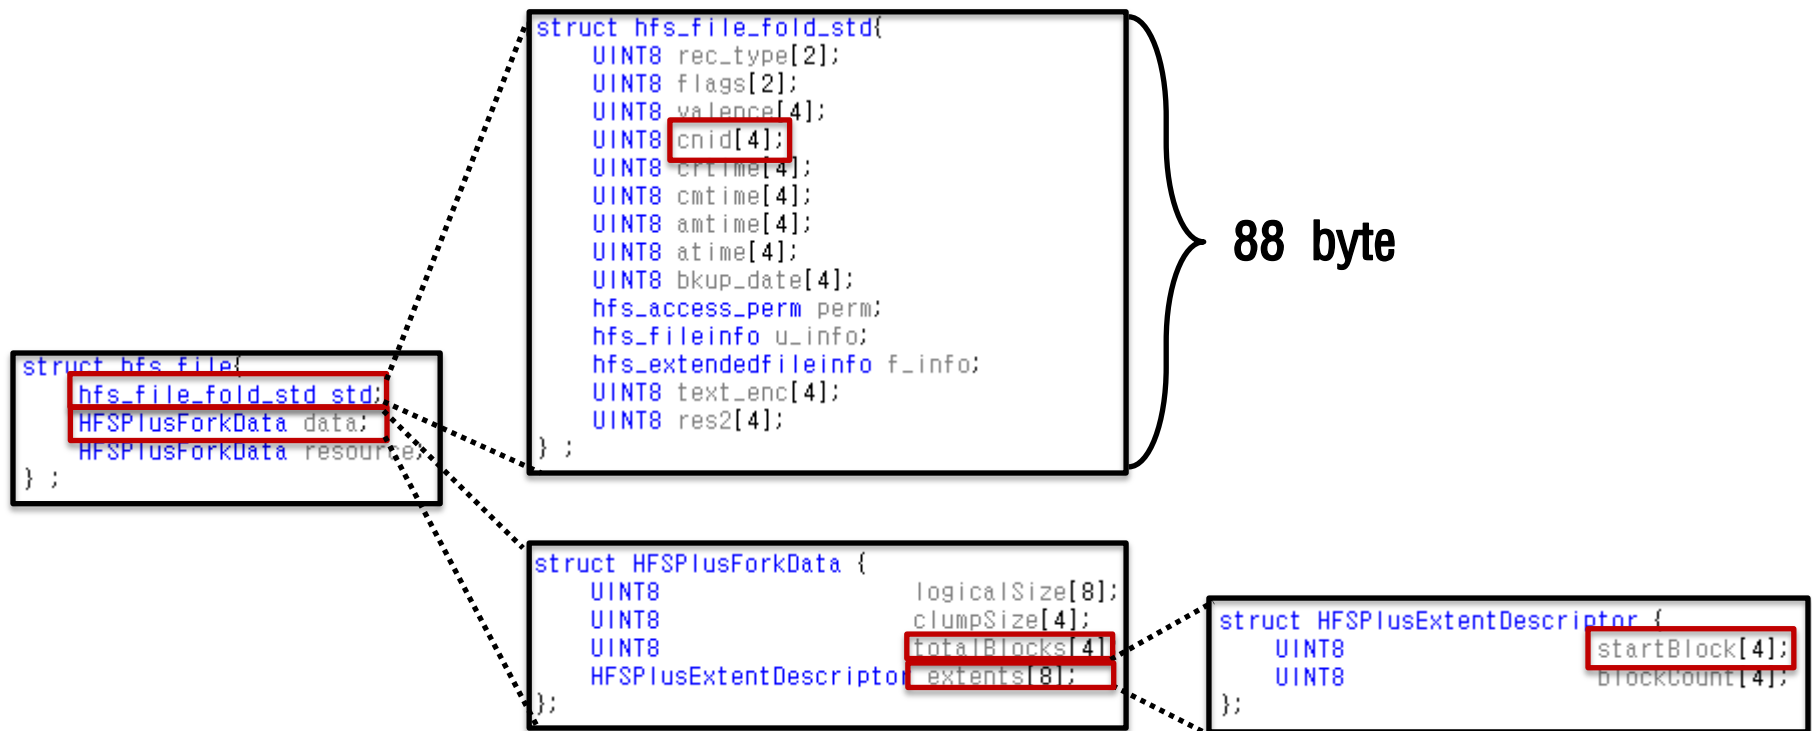 struct hfs_file_fold_std{
UINT8 rec_type[2];
UINT8 flags[2];
UINT8 valence[4];
UINT8 cnid[4];
UINT8 crtime[4];
UINT8 cmtime[4];
UINT8 amtime[4];
UINT8 atime[4];
UINT8 bkup_date[4];
hfs_access_perm perm;
hfs_fileinfo u_info;
hfs_extendedfileinfo f_info;
UINT8 text_enc[4];
UINT8 res2[4];
} ;
88 byte
struct hfs_file{
hfs_file_fold_std std;
HFSPlusForkData data;
HFSPlusForkData resource;
} ;
struct HFSPlusForkData {
UINT8 logicalSize[8];
UINT8 clumpSize[4];
UINT8 totalBlocks[4]
HFSPlusExtentDescriptor extents[8];
};
struct HFSPlusExtentDescriptor {
UINT8 startBlock[4];
UINT8 blockCount[4];
};